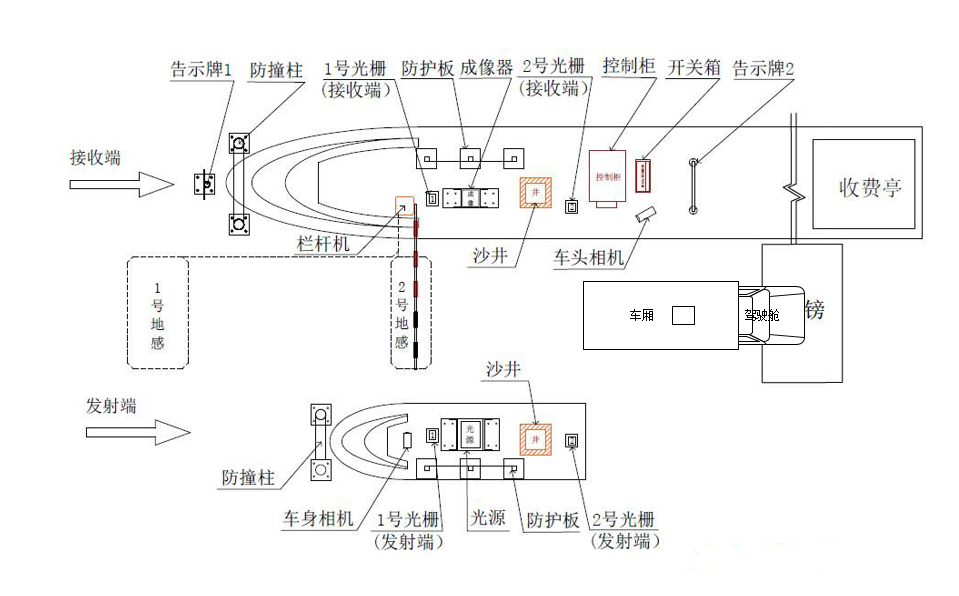 告示牌1
防撞柱
1号光栅
(接收端)
防护板
成像器
2号光栅
(接收端)
控制柜
开关箱
告示牌2
接收端
成像
井
控制柜
收费亭
栏杆机
沙井
车头相机
1号地感
2号地感
车厢
驾驶舱
镑
沙井
发射端
光源
井
防撞柱
车身相机
1号光栅
(发射端)
光源
防护板
2号光栅
(发射端)